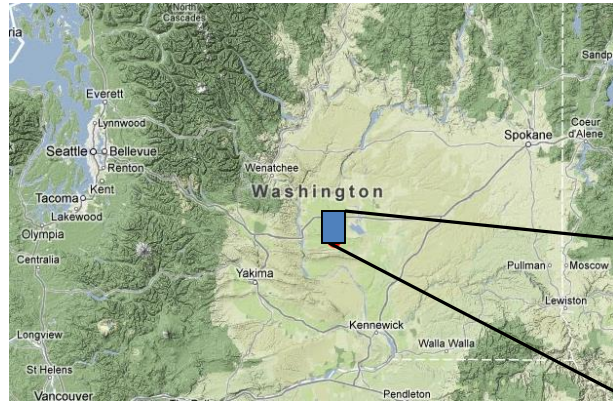 North
Cascades
ria
Sandp
Everett
Lynnwood
Spokane
Coeur
d'Alene
Seattle
Bellevue
Renton
Wenatchee
Kent
Washington
Tacoma
Lakewood
Olympia
Centralia
Pullman
Moscow
Yakima
Lewiston
Longview
Kennewick
Walla Walla
St Helens
Vancouver
Pendleton